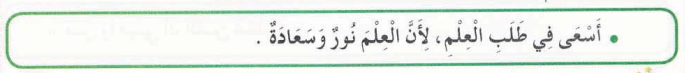 • أَسْعَى فِي طَلَبِ الْعِلْمِ، لِأَنَّ الْعِلْمَ نُورٌ وَسَعَادَةٌ .